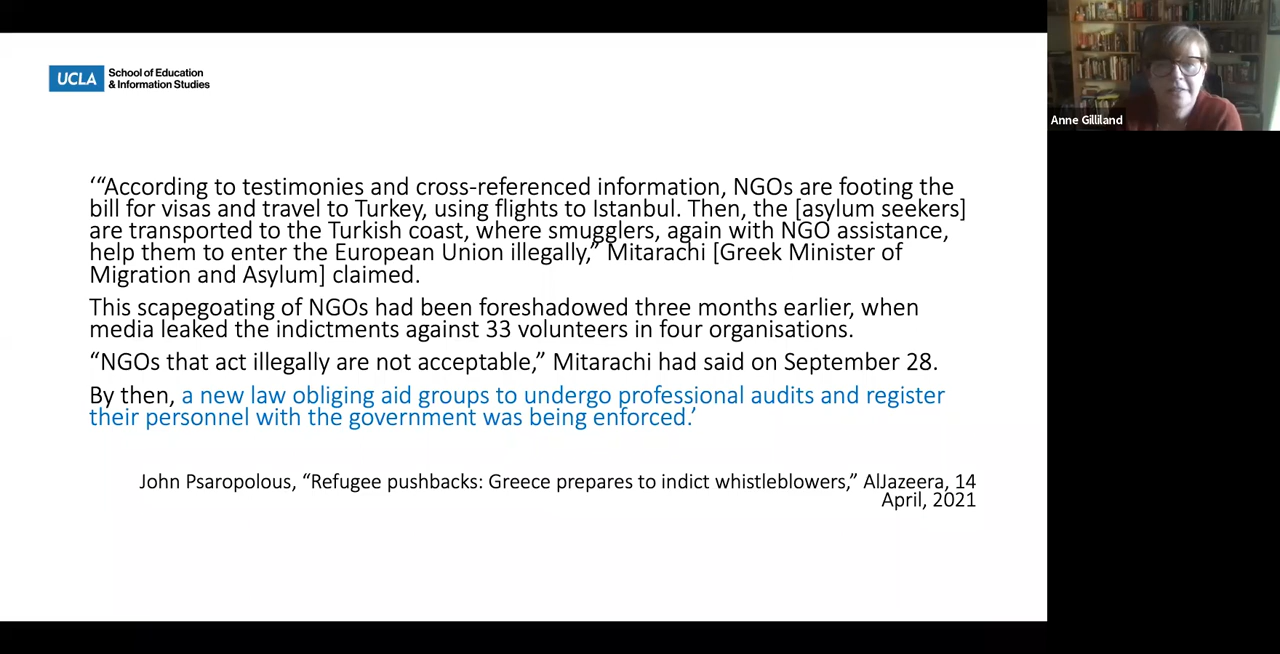 UCLA School of Education
& Information Studies
Anne Gilliland
‘“According to testimonies and cross-referenced information, NGOs are footing the
bill for visas and travel to Turkey, using flights to Istanbul. Then, the [asylum seekers]
are transported to the Turkish coast, where smugglers, again with NGO assistance,
help them to enter the European Union illegally,” Mitarachi [Greek Minister of
Migration and Asylum] claimed.
This scapegoating of NGOs had been foreshadowed three months earlier, when
media leaked the indictments against 33 volunteers in four organisations.
“NGOs that act illegally are not acceptable,” Mitarachi had said on September 28.
By then, a new law obliging aid groups to undergo professional audits and register
their personnel with the government was being enforced.’
John Psaropolous, “Refugee pushbacks: Greece prepares to indict whistleblowers,” AlJazeera, 14
April, 2021